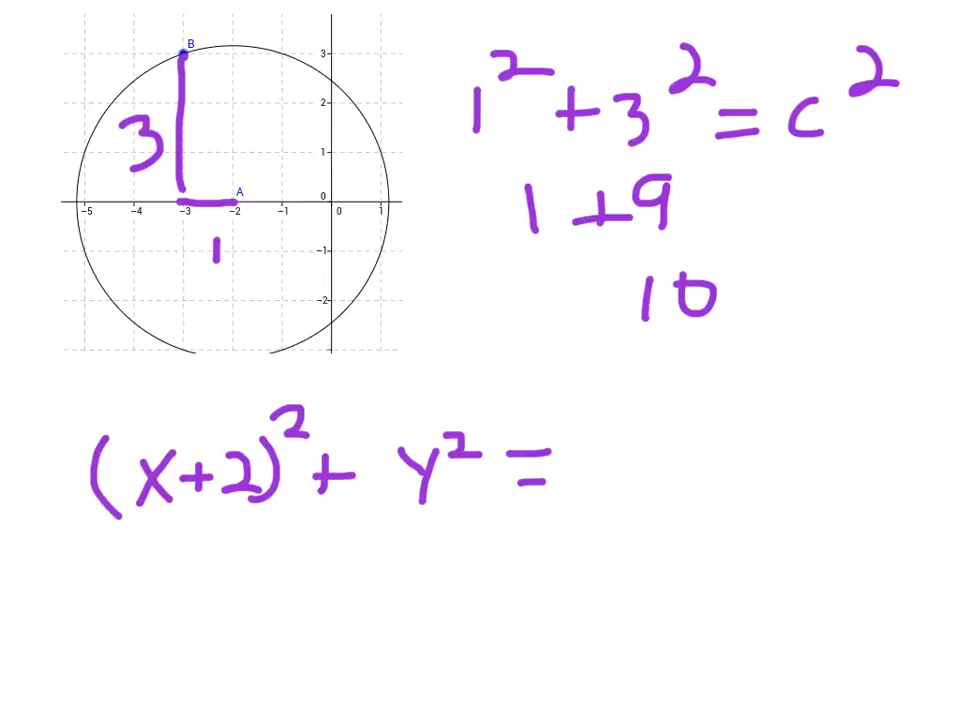 B
3
2
1
3
A
0
-5 -4 -3 -2 -1 0 1
1
-1
-2
1² + 3² = c²
1 + 9
10
(x+2)² + y² =